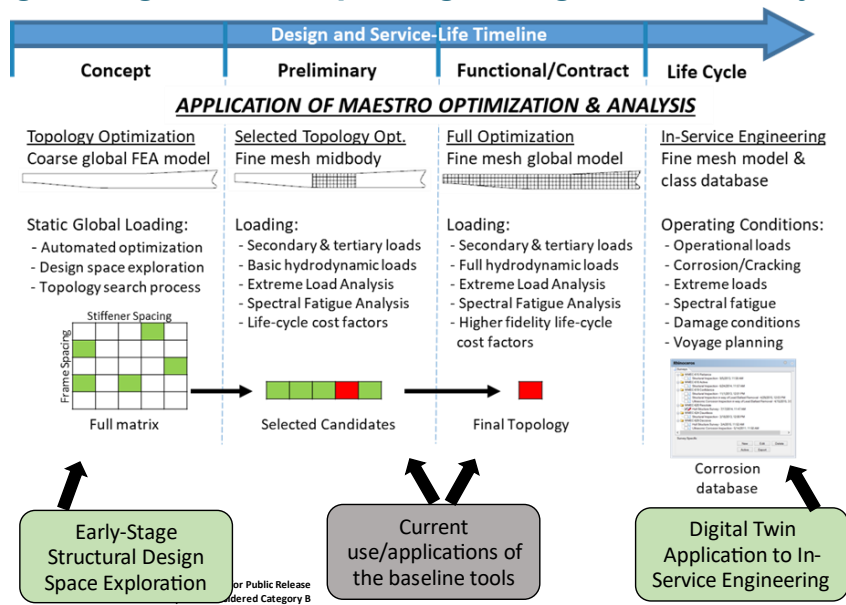 Design and Service-Life Timeline
Concept
Preliminary
Functional/Contract
Life Cycle
APPLICATION OF MAESTRO OPTIMIZATION & ANALYSIS
Topology Optimization
Coarse global FEA model
Static Global Loading:
- Automated optimization
- Design space exploration
- Topology search process
Stiffener Spacing
Frame Spacing
Full matrix
Selected Topology Opt.
Fine mesh midbody
Loading:
- Secondary & tertiary loads
- Basic hydrodynamic loads
- Extreme Load Analysis
- Spectral Fatigue Analysis
- Life-cycle cost factors
Selected Candidates
Full Optimization
Fine mesh global model
Loading:
- Secondary & tertiary loads
- Full hydrodynamic loads
- Extreme Load Analysis
- Spectral Fatigue Analysis
- Higher fidelity life-cycle
cost factors
Final Topology
In-Service Engineering
Fine mesh model &
class database
Operating Conditions:
- Operational loads
- Corrosion/Cracking
- Extreme loads
- Spectral fatigue
- Damage conditions
- Voyage planning
Corrosion
database
Early-Stage
Structural Design
Space Exploration
Current
use/applications of
the baseline tools
Digital Twin
Application to In-
Service Engineering
or Public Release
dered Category B